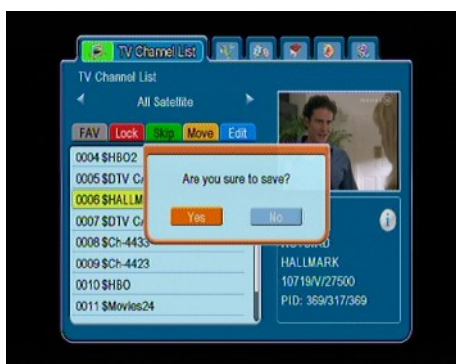 TV Channel List
TV Channel List
All Satellite
FAV Lock Skip Move Edit
0004 $HBO2
0005 $DTV
0006 $HALLM
0007 $DTV
0008 $Ch-4433
0009 $Ch-4423
0010 $HBO
0011 $Movies24
Are you sure to save?
Yes No
HALLMARK
10719/V/27500
PID: 369/317/369